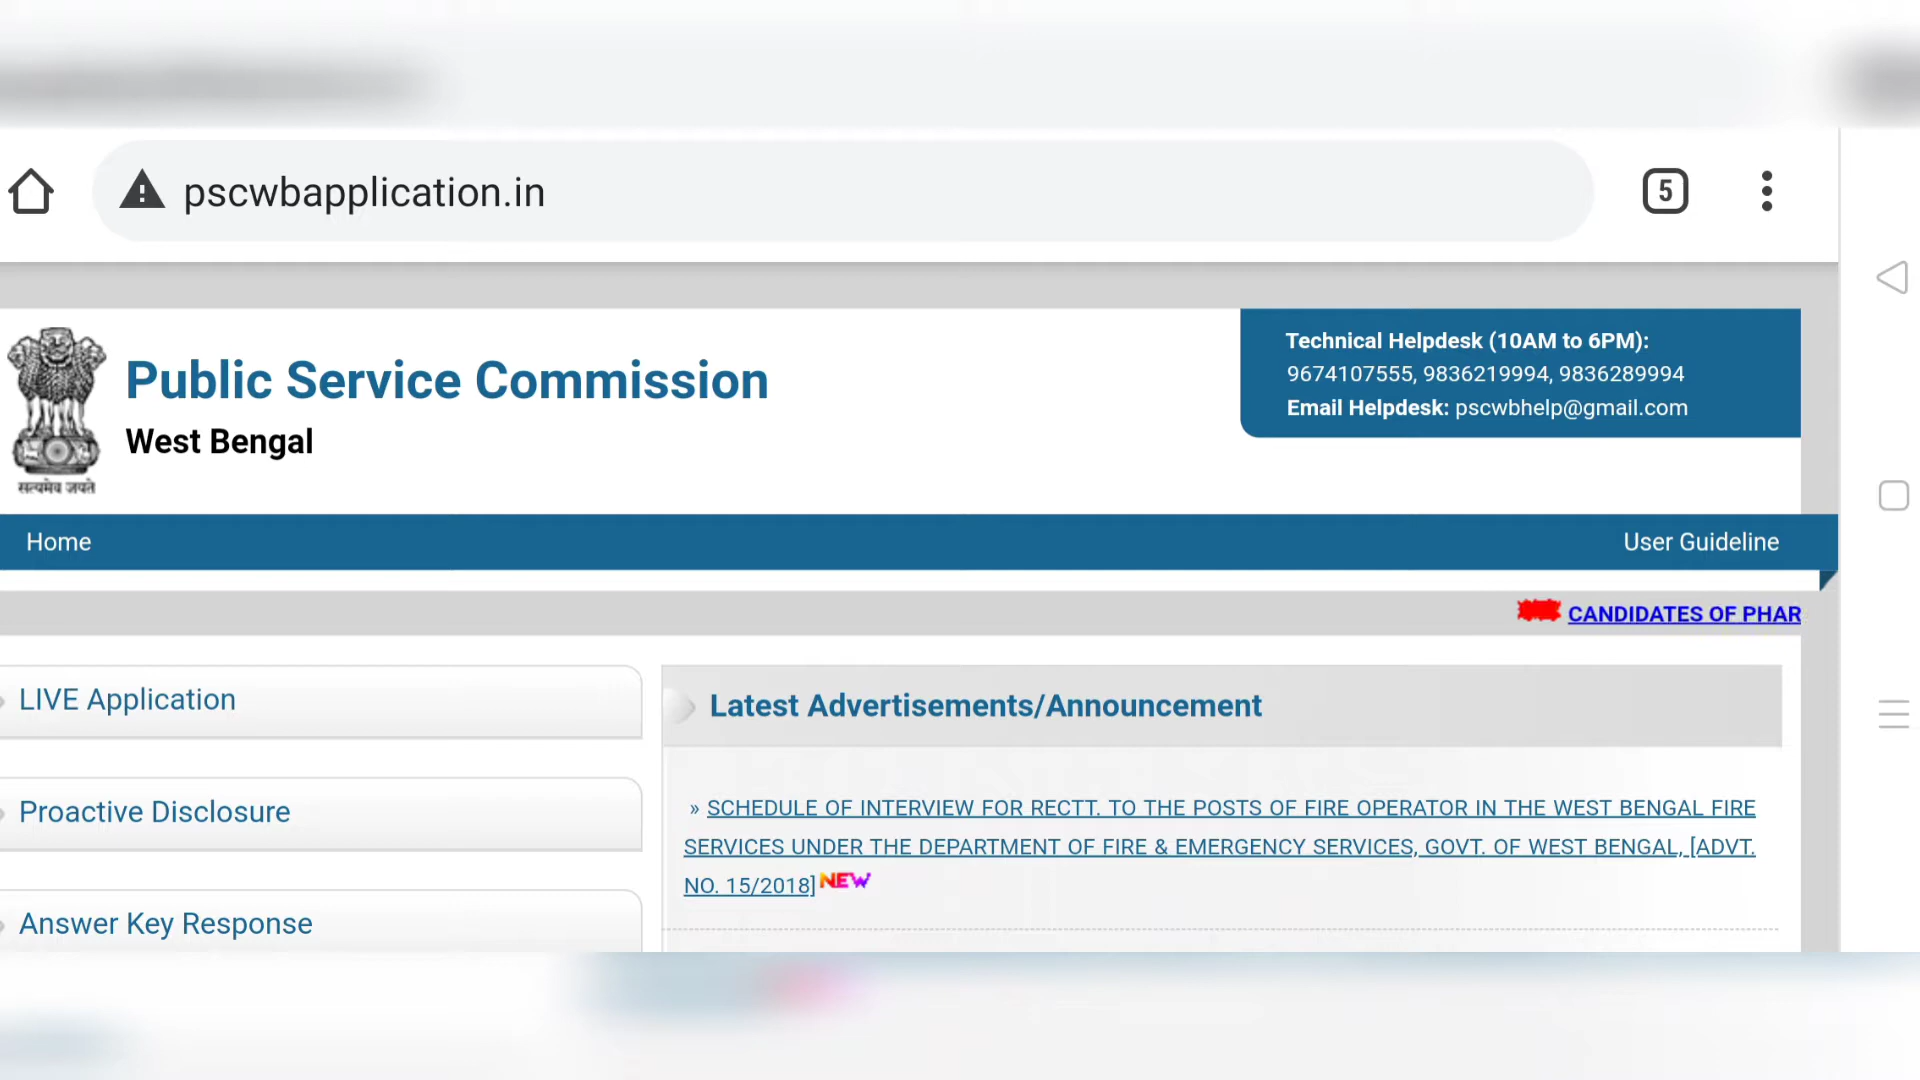 pscwbapplication.in
5
Technical Helpdesk (10AM to 6PM):
9674107555, 9836219994, 9836289994
Email Helpdesk: pscwbhelp@gmail.com
Public Service Commission
West Bengal
सत्यमेव जयते
Home
User Guideline
CANDIDATES OF PHAR
LIVE Application
Proactive Disclosure
Answer Key Response
Latest Advertisements/Announcement
» SCHEDULE OF INTERVIEW FOR RECTT. TO THE POSTS OF FIRE OPERATOR IN THE WEST BENGAL FIRE
SERVICES UNDER THE DEPARTMENT OF FIRE & EMERGENCY SERVICES, GOVT. OF WEST BENGAL, [ADVT.
NO. 15/2018] NEW